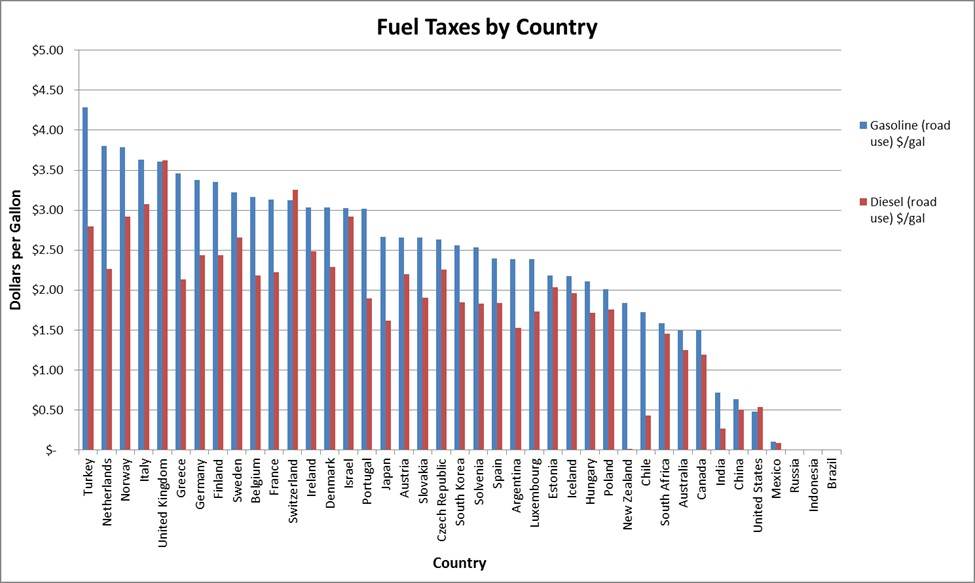 Fuel Taxes by Country
$5.00
$4.50
$4.00
$3.50
$3.00
$2.50
$2.00
$1.50
$1.00
$0.50
$-
Dollars per Gallon
Gasoline (road
use) $/gal
Diesel (road
use) $/gal
Turkey
Netherlands
Norway
Italy
United Kingdom
Greece
Germany
Finland
Sweden
Belgium
France
Switzerland
Ireland
Denmark
Israel
Portugal
Japan
Austria
Slovakia
Czech Republic
South Korea
Solvenia
Spain
Argentina
Luxembourg
Estonia
Iceland
Hungary
Poland
New Zealand
Chile
South Africa
Australia
Canada
India
China
United States
Mexico
Russia
Indonesia
Brazil
Country